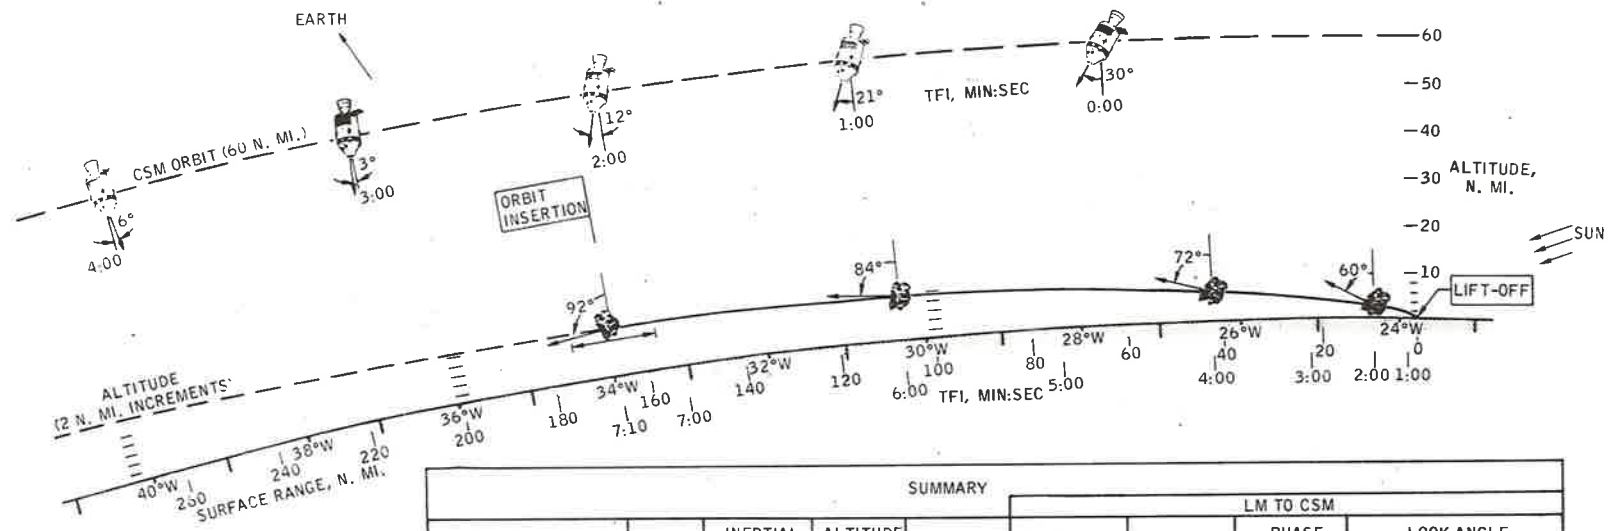 EARTH
60
50
40
30
20
10
ALTITUDE,
N. MI.
SUN
30°
0:00
TFI, MIN:SEC
21°
1:00
12°
2:00
3°
3:00
6°
4:00
CSM ORBIT (60 N. MI.)
ORBIT
INSERTION
92°
84°
72°
60°
LIFT-OFF
ALTITUDE
(2 N. MI. INCREMENTS
40°W
38°W
36°W
34°W
32°W
30°W
28°W
26°W
24°W
240
220
200
180
160
140
120
100
80
60
40
20
0
7:10
7:00
6:00
TFI, MIN:SEC
5:00
4:00
3:00
2:00
1:00
SURFACE RANGE, N. MI.
SUMMARY
LM TO CSM
INERTIAL
ALTITUDE
PHASE
LOOK ANGLE